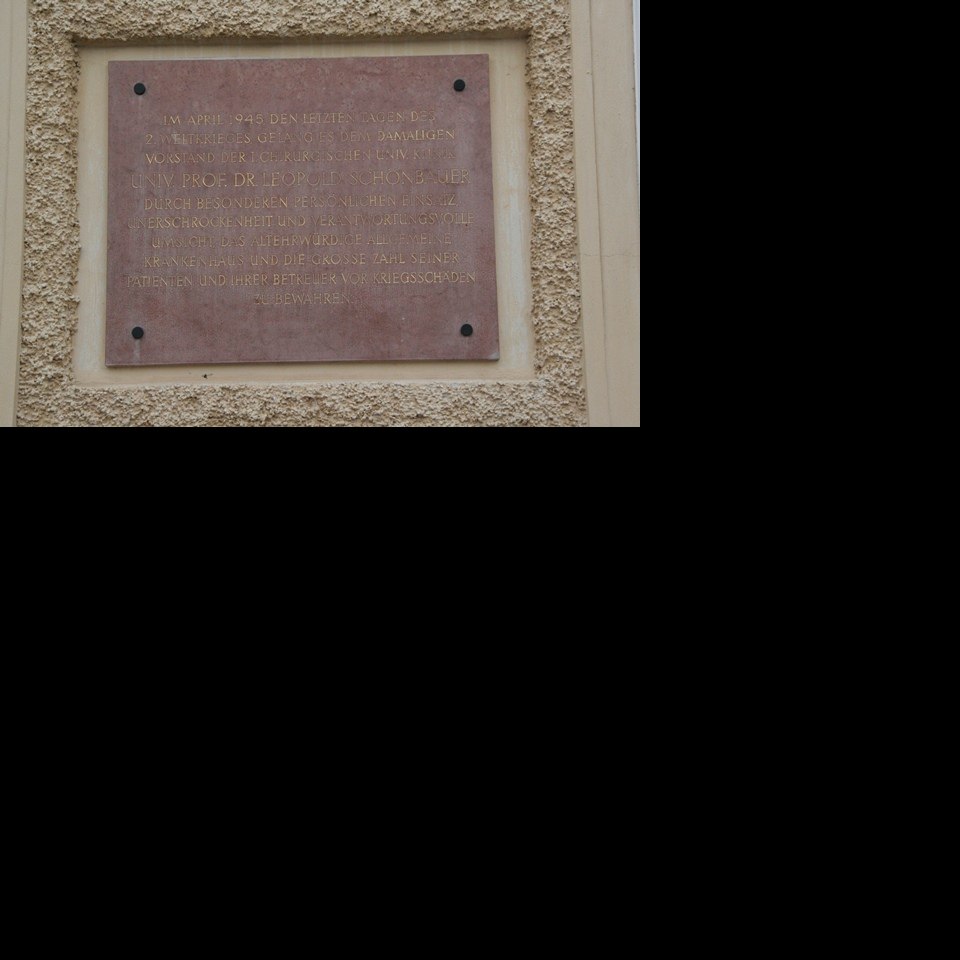 IM APRIL 1945 DEN LETZTEN TAGEN DES
2. WELTKRIEGES GELANG ES DEM DAMALIGEN
VORSTAND DER I. CHIRURGISCHEN UNIV. KLINIK
UNIV. PROF. DR. LEOPOLD SCHÖNBAUER
DURCH BESONDEREN PERSÖNLICHEN EINSATZ
UNERSCHROCKENHEIT UND VERANTWORTUNGSVOLLE
UMSICHT, DAS ALTEHRWÜRDIGE ALLGEMEINE
KRANKENHAUS UND DIE GROSSE ZAHL SEINER
PATIENTEN UND IHRER BETREUER VOR KRIEGSSCHÄDEN
ZU BEWAHREN.